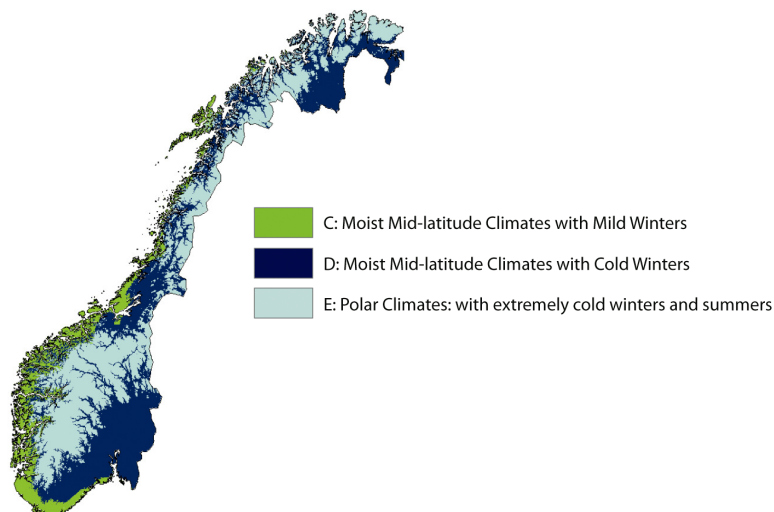 C: Moist Mid-latitude Climates with Mild Winters
D: Moist Mid-latitude Climates with Cold Winters
E: Polar Climates: with extremely cold winters and summers